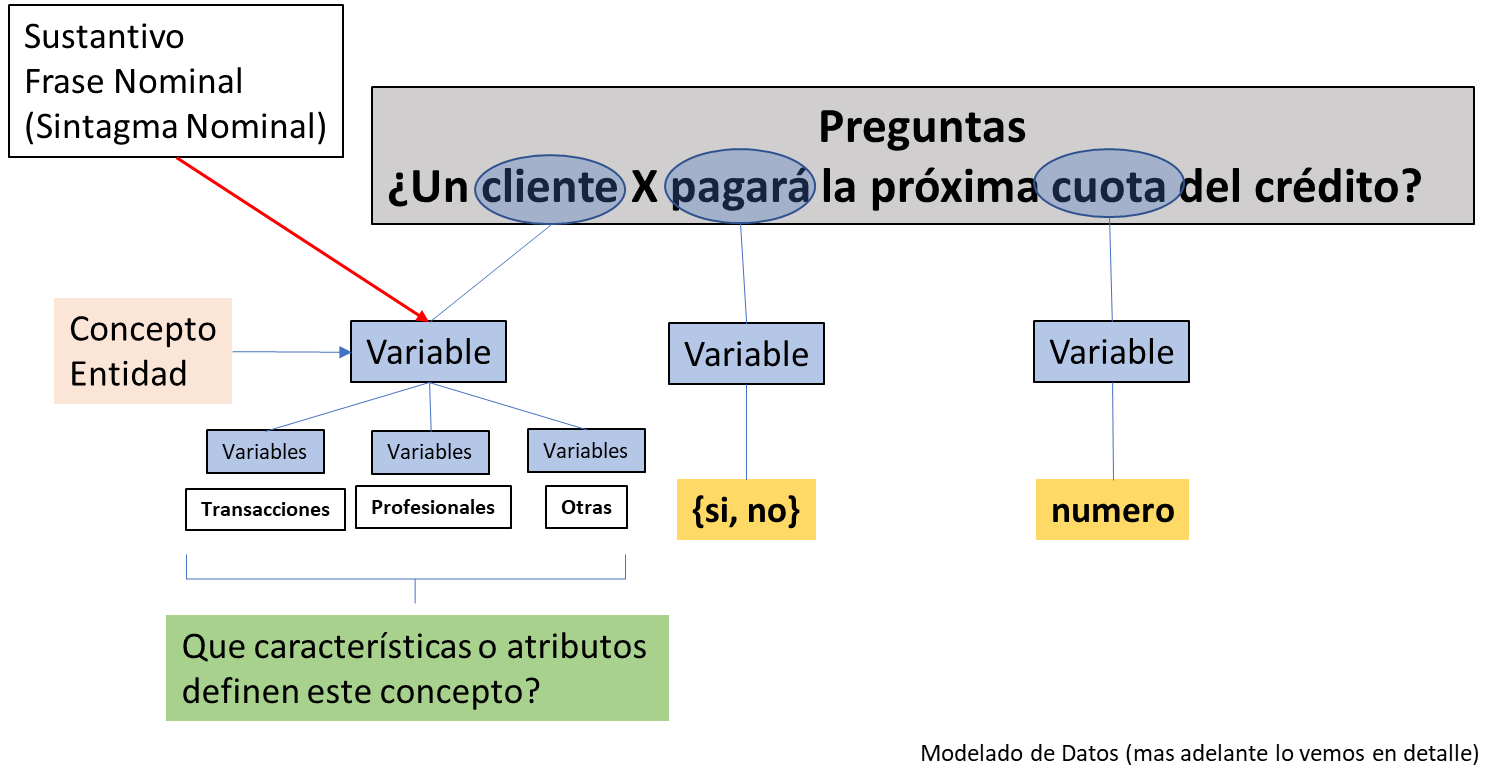 Sustantivo
Frase Nominal
(Sintagma Nominal)
Preguntas
¿Un cliente X pagará la próxima cuota del crédito?
Concepto
Entidad
Variable
Variable
Variable
Variables
Variables
Variables
Transacciones
Profesionales
Otras
{si, no}
numero
Que características o atributos
definen este concepto?
Modelado de Datos (mas adelante lo vemos en detalle)